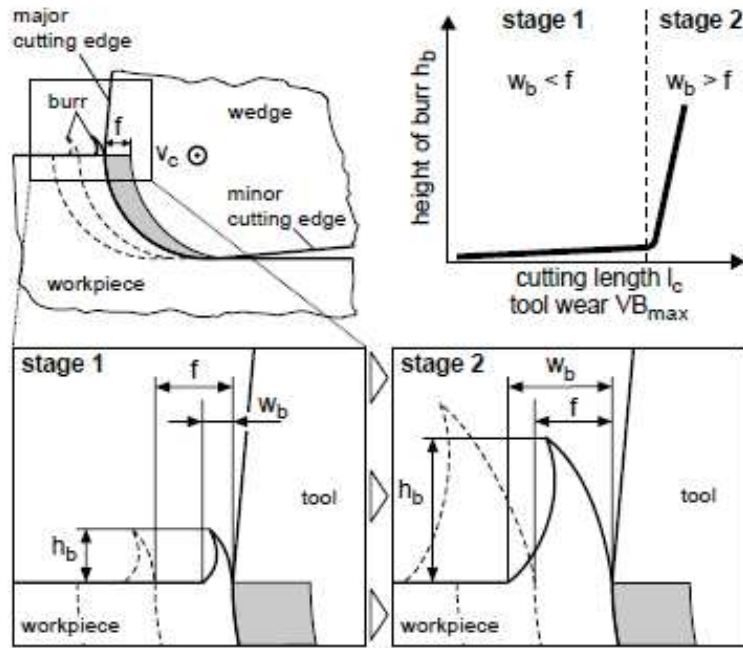 major
cutting edge
burr
f
wedge
v_c
minor
cutting edge
workpiece
stage 1
stage 2
w_b < f
w_b > f
height of burr h_b
cutting length l_c
tool wear VB_max
stage 1
f
w_b
tool
h_b
workpiece
stage 2
w_b
f
tool
h_b
workpiece